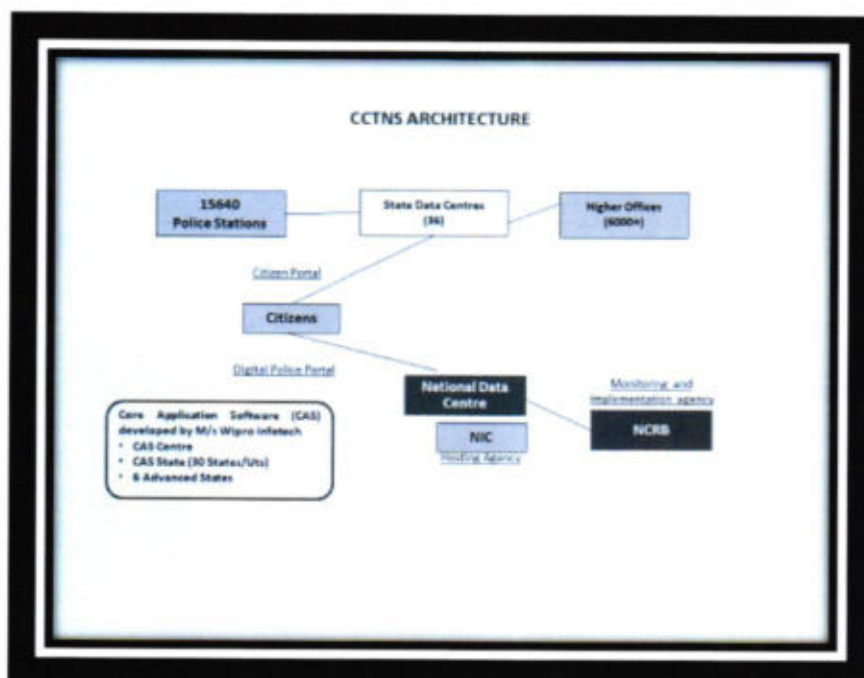 CCTNS ARCHITECTURE
15640
Police Stations
State Data Centres
(36)
Higher Offices
(6000+)
Citizen Portal
Citizens
Digital Police Portal
National Data
Centre
NIC
Hosting Agency
Monitoring and
Implementation agency
NCRB
Core Application Software (CAS)
developed by M/s Wipro Infotech
• CAS Centre
• CAS State (30 States/Uts)
• 6 Advanced States